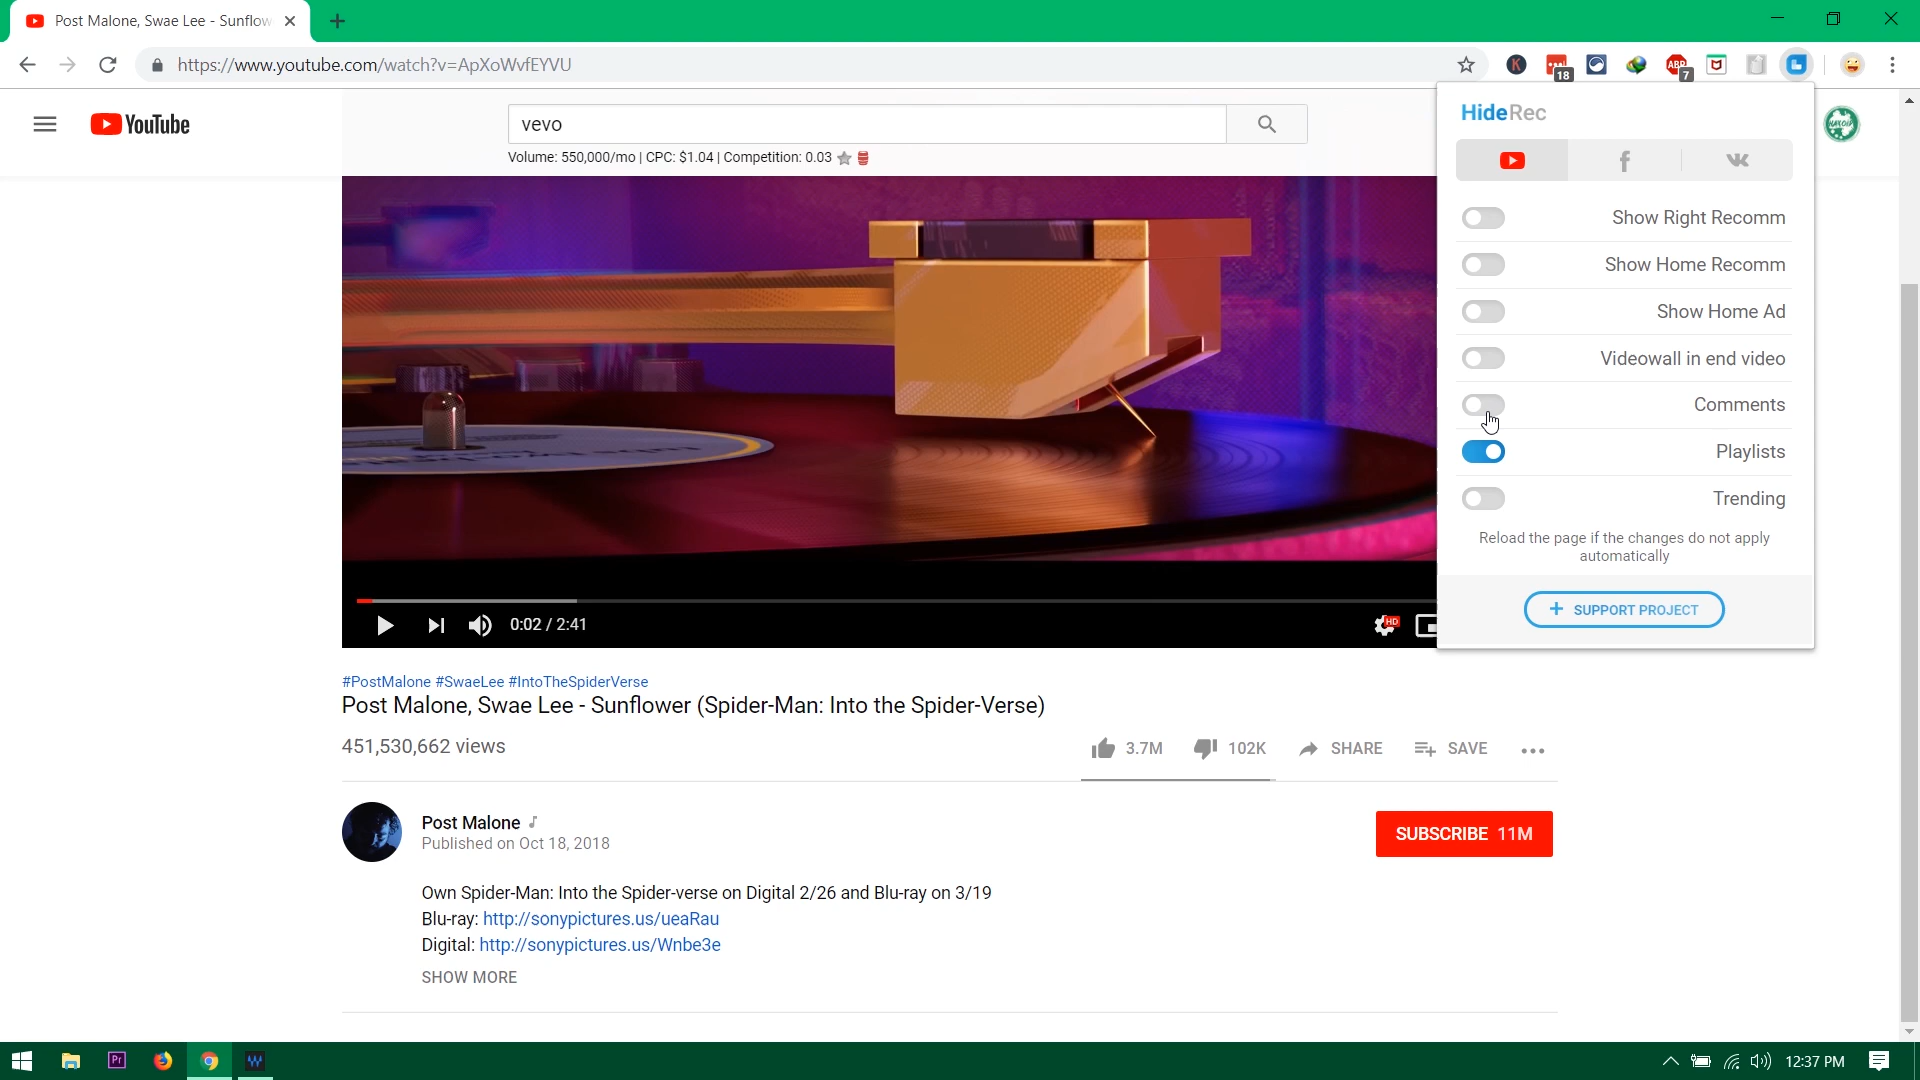 Post Malone, Swae Lee - Sunflow
https://www.youtube.com/watch?v=ApXoWvfEYVU
K
18
ABP
7
YouTube
vevo
Volume: 550,000/mo | CPC: $1.04 | Competition: 0.03
HideRec
f
Show Right Recomm
Show Home Recomm
Show Home Ad
Videowall in end video
Comments
Playlists
Trending
Reload the page if the changes do not apply
automatically
+ SUPPORT PROJECT
0:02 / 2:41
HD
#PostMalone #SwaeLee #IntoTheSpiderVerse
Post Malone, Swae Lee - Sunflower (Spider-Man: Into the Spider-Verse)
451,530,662 views
3.7M
102K
SHARE
SAVE
Post Malone
Published on Oct 18, 2018
SUBSCRIBE 11M
Own Spider-Man: Into the Spider-verse on Digital 2/26 and Blu-ray on 3/19
Blu-ray: http://sonypictures.us/ueaRau
Digital: http://sonypictures.us/Wnbe3e
SHOW MORE
Pr
12:37 PM